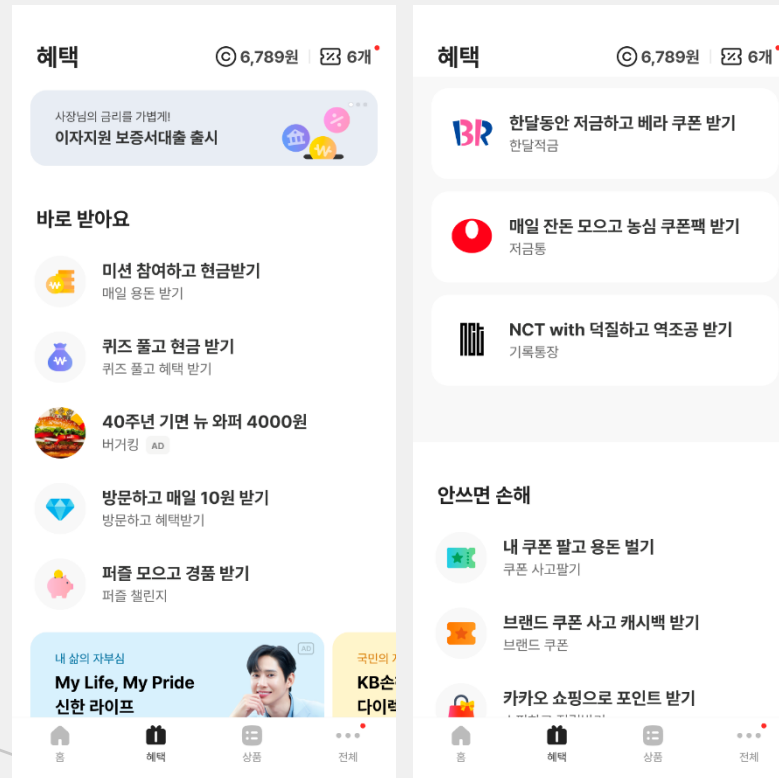 혜택
6,789원
6개
사장님의 금리를 가볍게!
이자지원 보증서대출 출시
바로 받아요
미션 참여하고 현금받기
매일 용돈 받기
퀴즈 풀고 현금 받기
퀴즈 풀고 혜택 받기
40주년 기면 뉴 와퍼 4000원
버거킹 AD
방문하고 매일 10원 받기
방문하고 혜택받기
퍼즐 모으고 경품 받기
퍼즐 챌린지
내 삶의 자부심
AD
My Life, My Pride
신한 라이프
국민의
KB손
다이렉
홈
혜택
상품
전체
혜택
6,789원
6개
BR
한달동안 저금하고 베라 쿠폰 받기
한달적금
매일 잔돈 모으고 농심 쿠폰팩 받기
저금통
NCt
NCT with 덕질하고 역조공 받기
기록통장
안쓰면 손해
내 쿠폰 팔고 용돈 벌기
쿠폰 사고팔기
브랜드 쿠폰 사고 캐시백 받기
브랜드 쿠폰
카카오 쇼핑으로 포인트 받기
홈
혜택
상품
전체